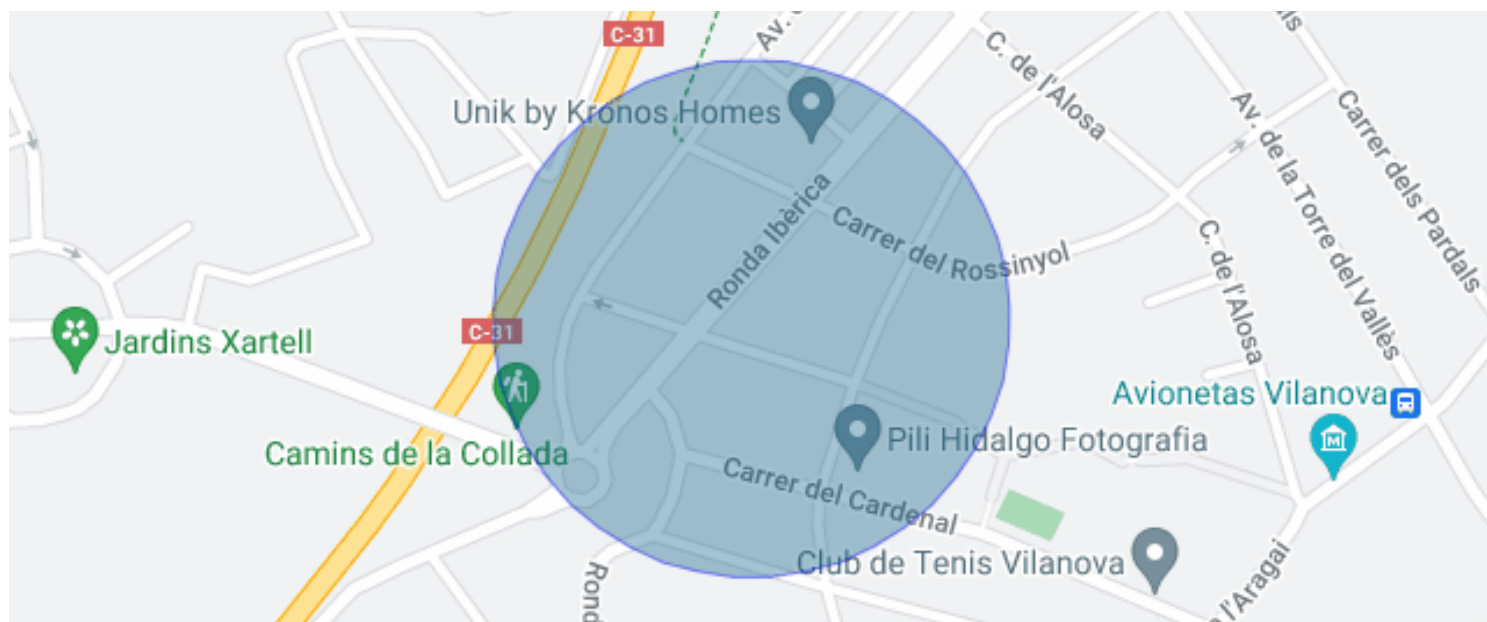 C-31
Av.
als
C. de l'Alosa
Unik by Kronos Homes
Av. de la Torre del Vallès
Carrer dels Pardals
Ronda Ibèrica
Carrer del Rossinyol
C. de l'Alosa
C-31
Jardins Xartell
Avionetas Vilanova
M
Camins de la Collada
Pili Hidalgo Fotografia
Carrer del Cardenal
Club de Tenis Vilanova
Rond
l'Aragai